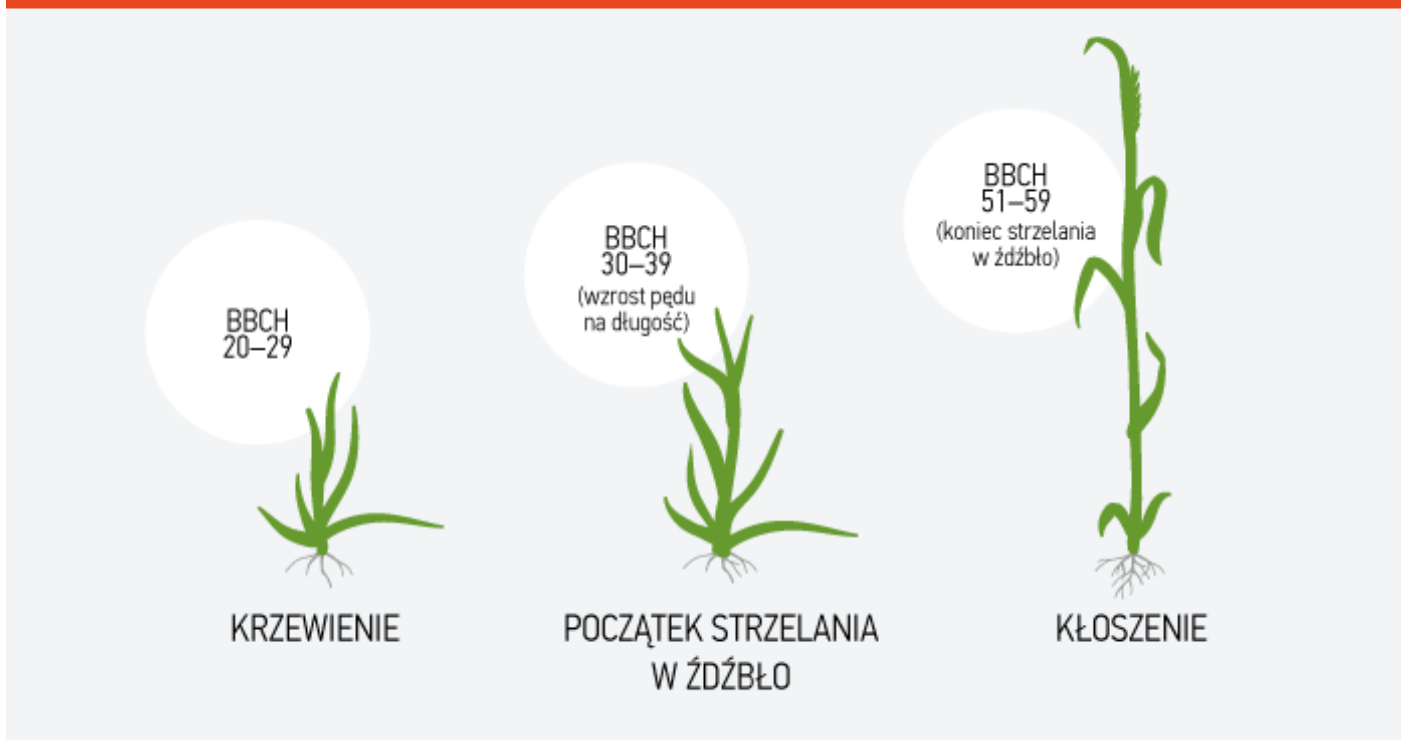 BBCH
20–29
KRZEWIENIE
BBCH
30–39
(wzrost pędu
na długość)
POCZĄTEK STRZELANIA
W ŹDŹBŁO
BBCH
51–59
(koniec strzelania
w źdźbło)
KŁOSZENIE